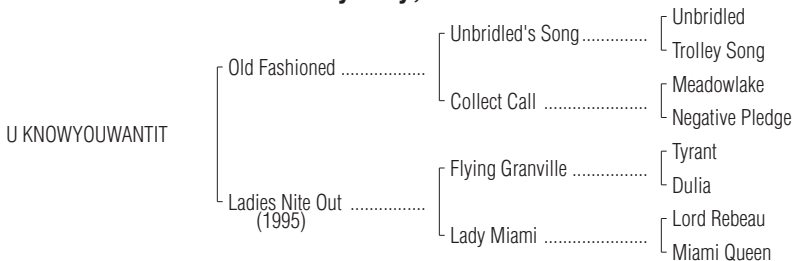 Unbridled
Unbridled's Song..............
Trolley Song
Old Fashioned ..................
Meadowlake
Collect Call ......................
Negative Pledge
U KNOWYOUWANTIT
Tyrant
Flying Granville ................
Dulia
Ladies Nite Out ................
(1995)
Lord Rebeau
Lady Miami ......................
Miami Queen